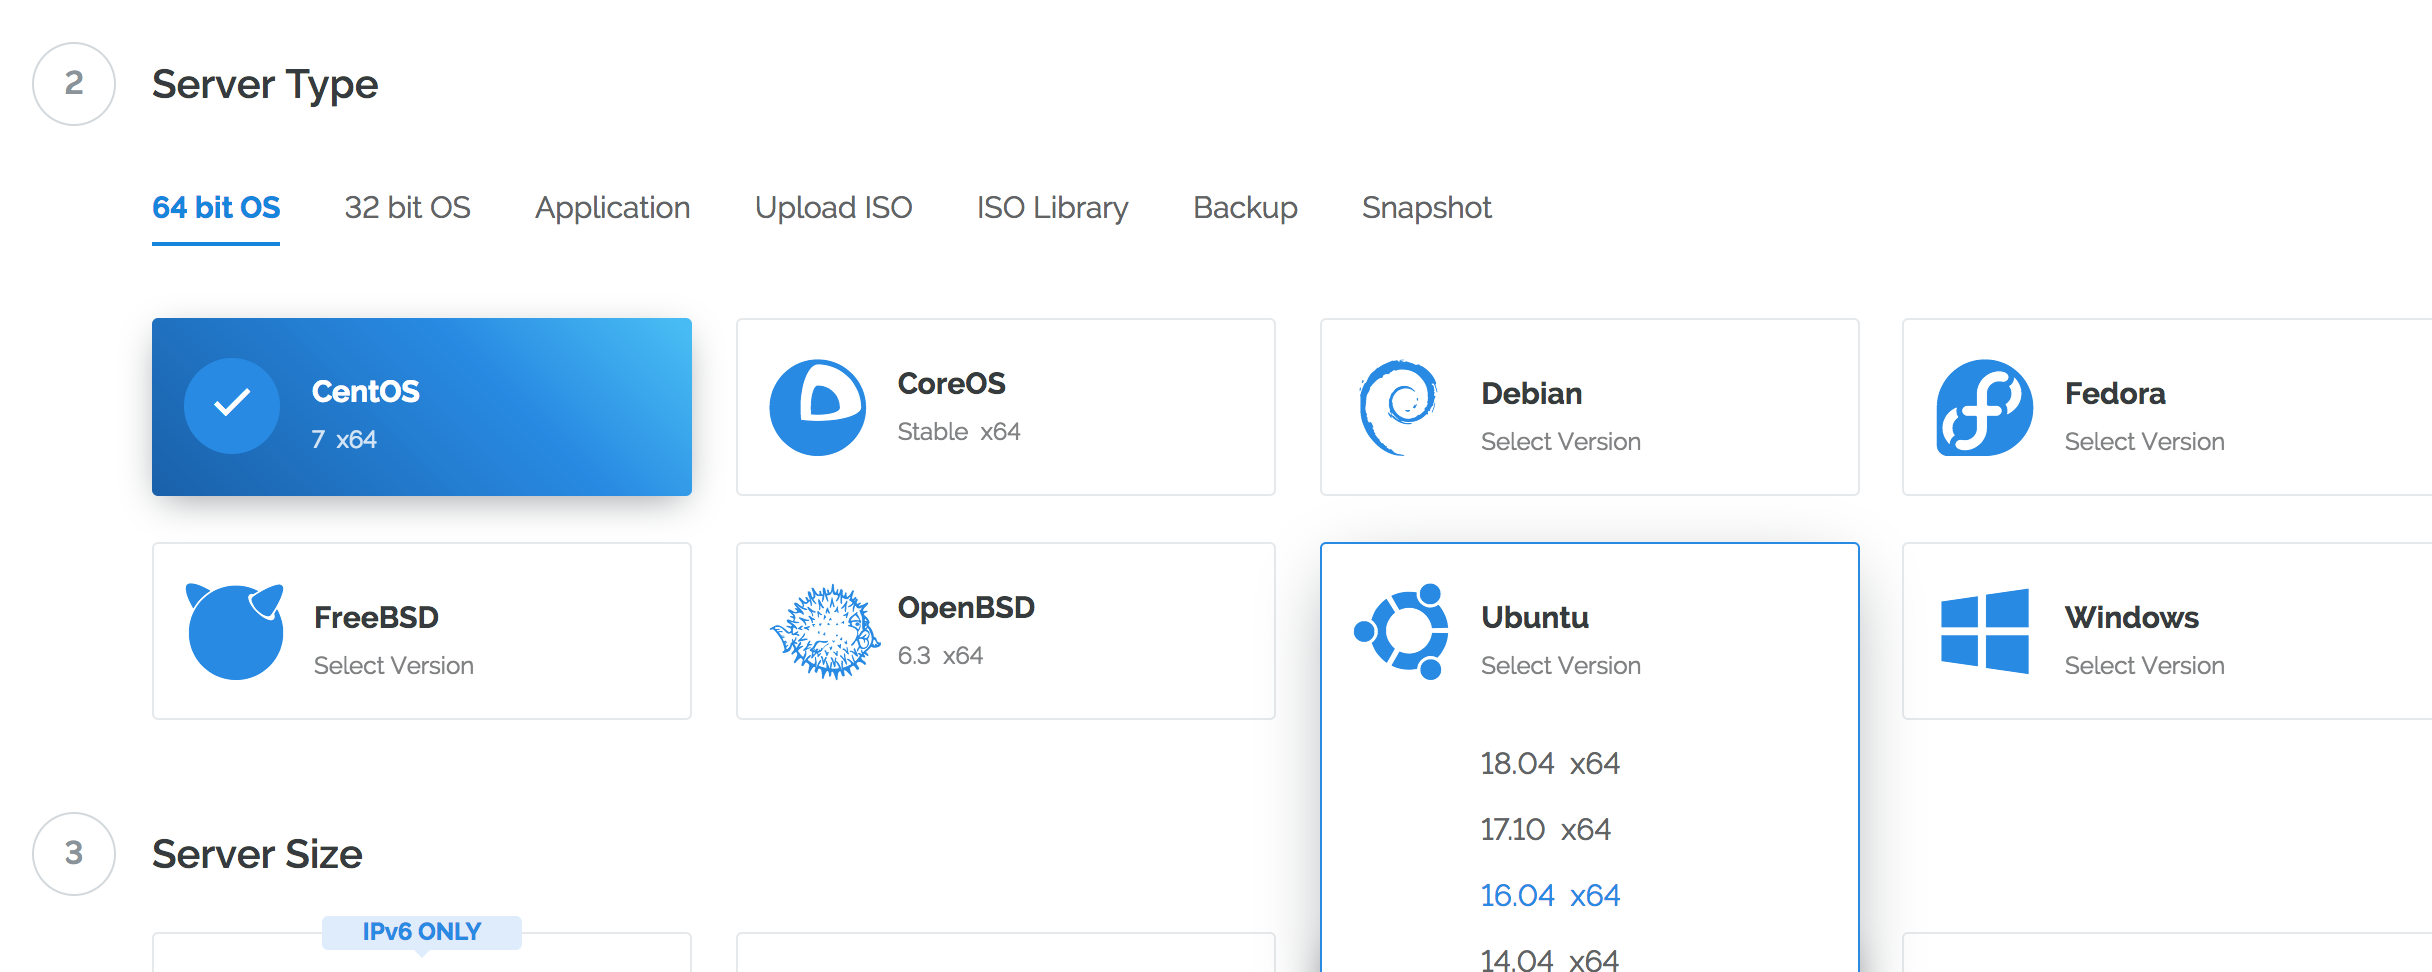 2
Server Type
64 bit OS
32 bit OS
Application
Upload ISO
ISO Library
Backup
Snapshot
CentOS
7 x64
CoreOS
Stable x64
Debian
Select Version
Fedora
Select Version
FreeBSD
Select Version
OpenBSD
6.3 x64
Ubuntu
Select Version
18.04 x64
17.10 x64
16.04 x64
14.04 x64
Windows
Select Version
3
Server Size
IPv6 ONLY